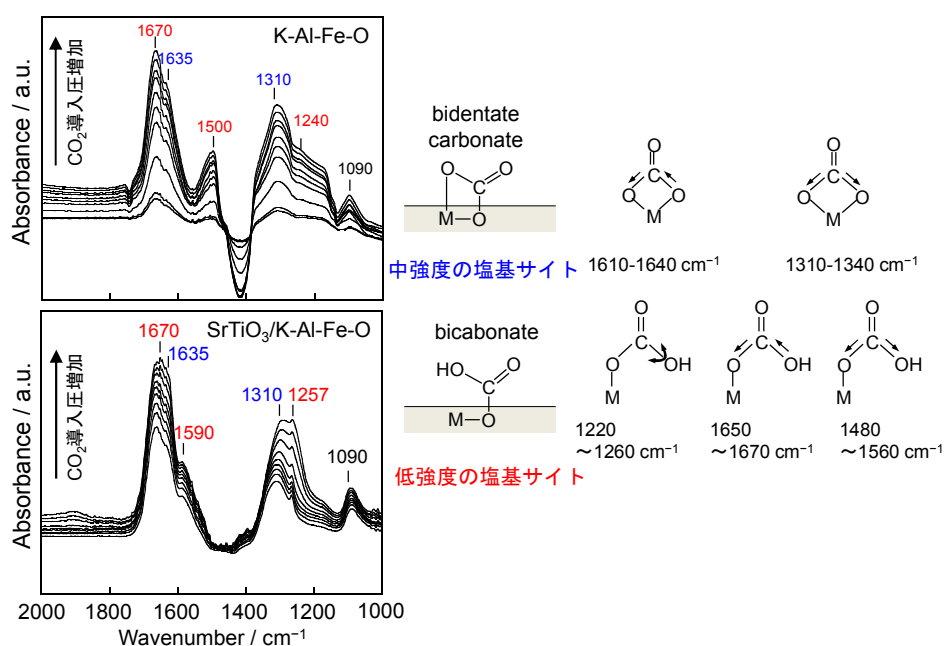 K-Al-Fe-O
1670
1635
1500
1310
1240
1090
CO₂導入圧増加
Absorbance / a.u.
SrTiO₃/K-Al-Fe-O
1670
1635
1590
1310
1257
1090
CO₂導入圧増加
Absorbance / a.u.
2000 1800 1600 1400 1200 1000
Wavenumber / cm⁻¹
bidentate
carbonate
O C O
M O
中強度の塩基サイト
O
C
O O
M
1610-1640 cm⁻¹
O
C
O O
M
1310-1340 cm⁻¹
bicabonate
HO C O
M O
低強度の塩基サイト
O
C
O OH
M
1220
～1260 cm⁻¹
O
C
O OH
M
1650
～1670 cm⁻¹
O
C
O OH
M
1480
～1560 cm⁻¹